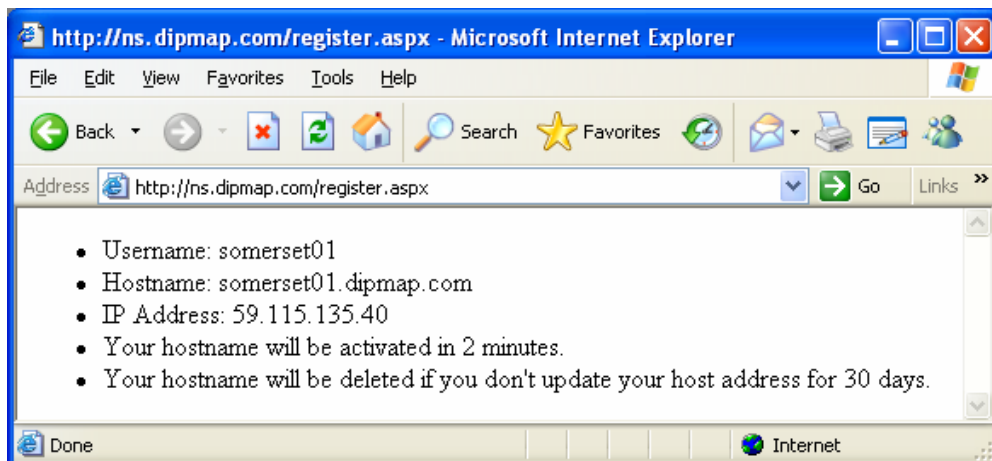 http://ns.dipmap.com/register.aspx - Microsoft Internet Explorer
File Edit View Favorites Tools Help
Back Search Favorites
Address http://ns.dipmap.com/register.aspx Go Links »
• Username: somerset01
• Hostname: somerset01.dipmap.com
• IP Address: 59.115.135.40
• Your hostname will be activated in 2 minutes.
• Your hostname will be deleted if you don't update your host address for 30 days.
Done Internet